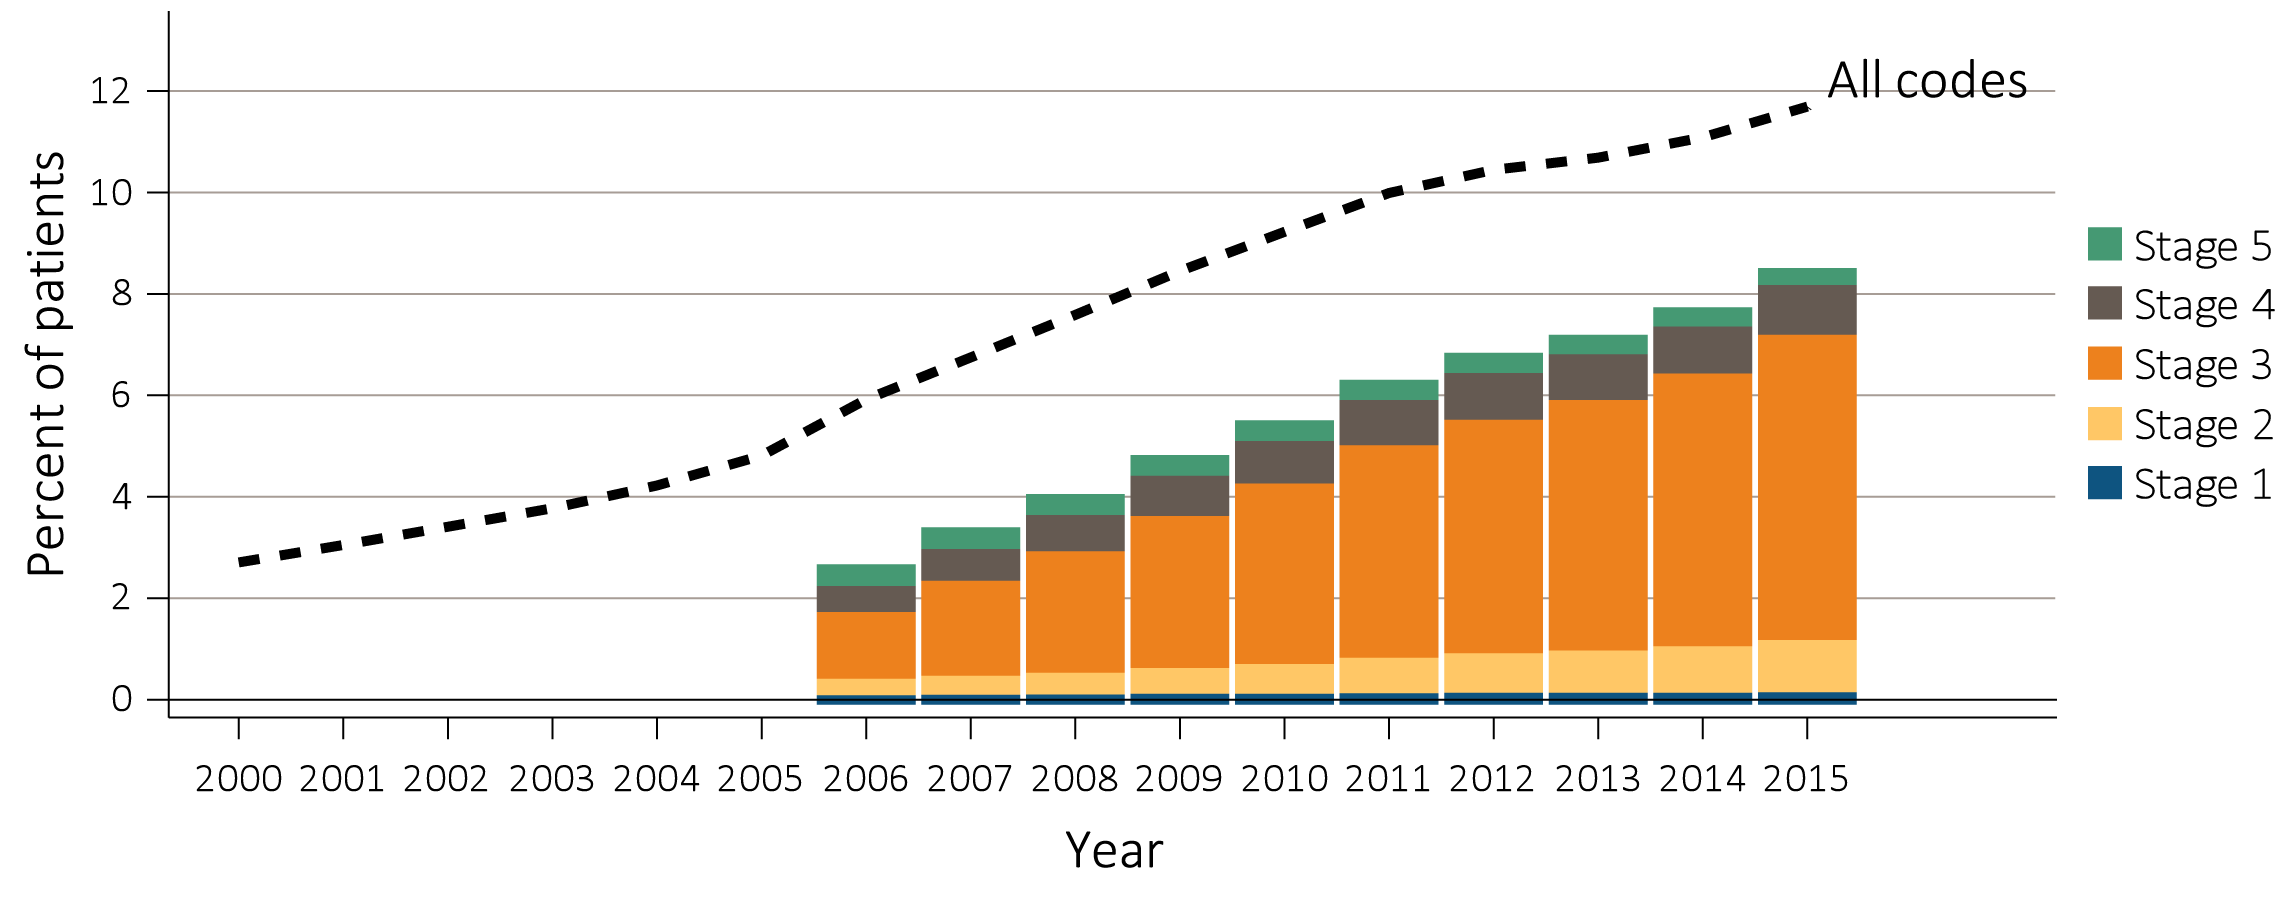 All codes
12
10
8
6
4
2
0
Percent of patients
2000 2001 2002 2003 2004 2005 2006 2007 2008 2009 2010 2011 2012 2013 2014 2015
Year
Stage 5
Stage 4
Stage 3
Stage 2
Stage 1